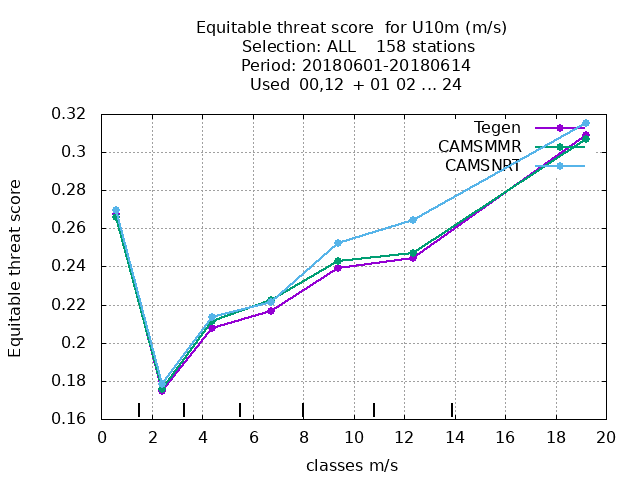 Equitable threat score for U10m (m/s)
Selection: ALL 158 stations
Period: 20180601-20180614
Used 00,12 + 01 02 ... 24
Equitable threat score
0.32
0.3
0.28
0.26
0.24
0.22
0.2
0.18
0.16
Tegen
CAMSMMR
CAMSNRT
0 2 4 6 8 10 12 14 16 18 20
classes m/s